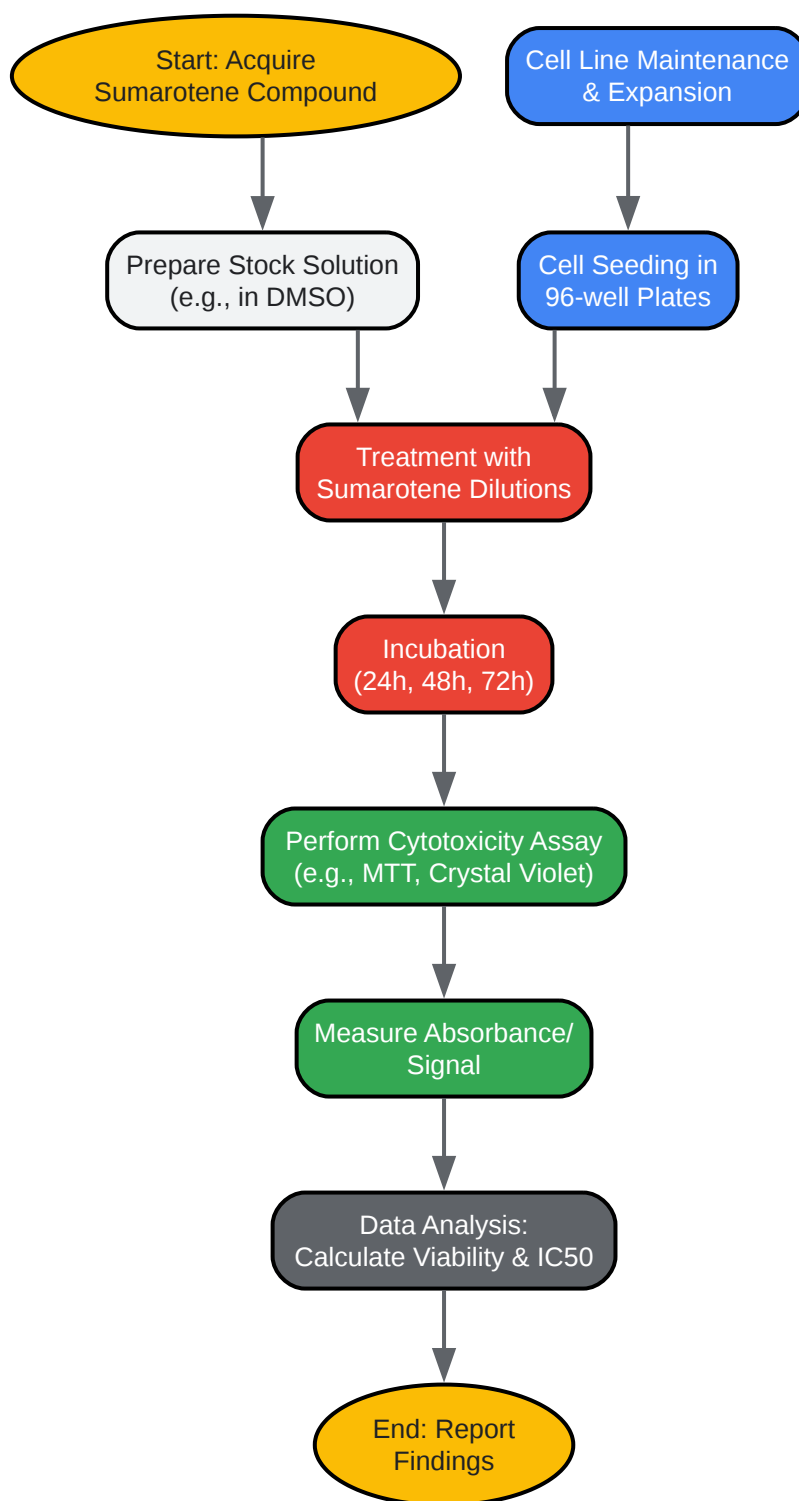 Start: Acquire
Sumarotene Compound
Cell Line Maintenance
& Expansion
Prepare Stock Solution
(e.g., in DMSO)
Cell Seeding in
96-well Plates
Treatment with
Sumarotene Dilutions
Incubation
(24h, 48h, 72h)
Perform Cytotoxicity Assay
(e.g., MTT, Crystal Violet)
Measure Absorbance/
Signal
Data Analysis:
Calculate Viability & IC50
End: Report
Findings